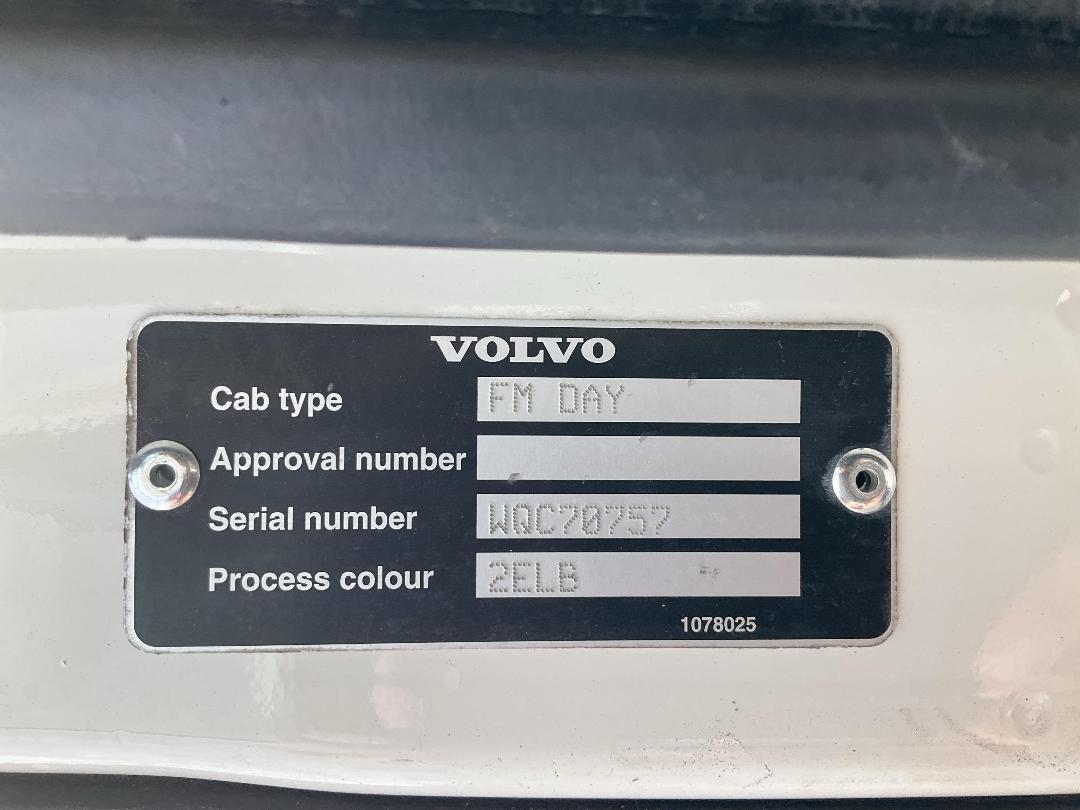 VOLVO
Cab type FM DAY
Approval number
Serial number WQC70757
Process colour 2ELB
1078025